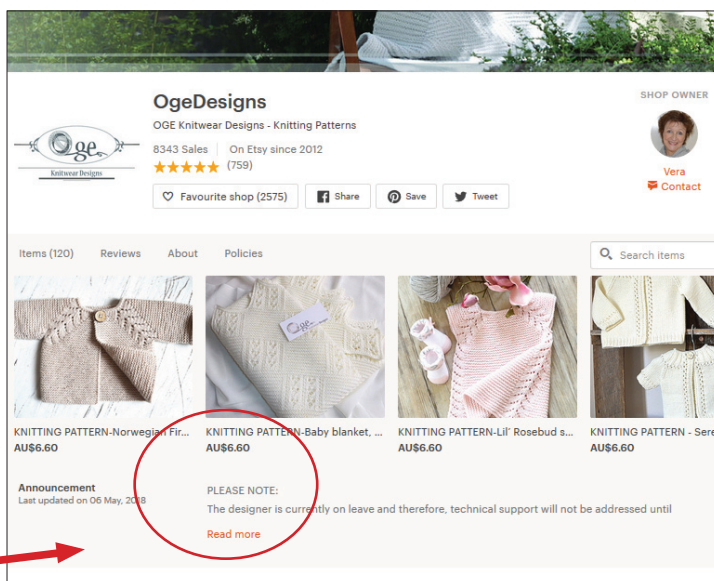 OgeDesigns
SHOP OWNER
OGE Knitwear Designs - Knitting Patterns
8343 Sales On Etsy since 2012
(759)
Oge
Knitwear Designs
Vera
Contact
Favourite shop (2575) Share Save Tweet
Items (120) Reviews About Policies Search items
Oge
KNITTING PATTERN-Norwegian Fir... KNITTING PATTERN-Baby blanket, ... KNITTING PATTERN-Lil' Rosebud s... KNITTING PATTERN - Sere
AU$6.60 AU$6.60 AU$6.60 AU$6.60
Announcement PLEASE NOTE:
Last updated on 06 May, 2018
The designer is currently on leave and therefore, technical support will not be addressed until
Read more